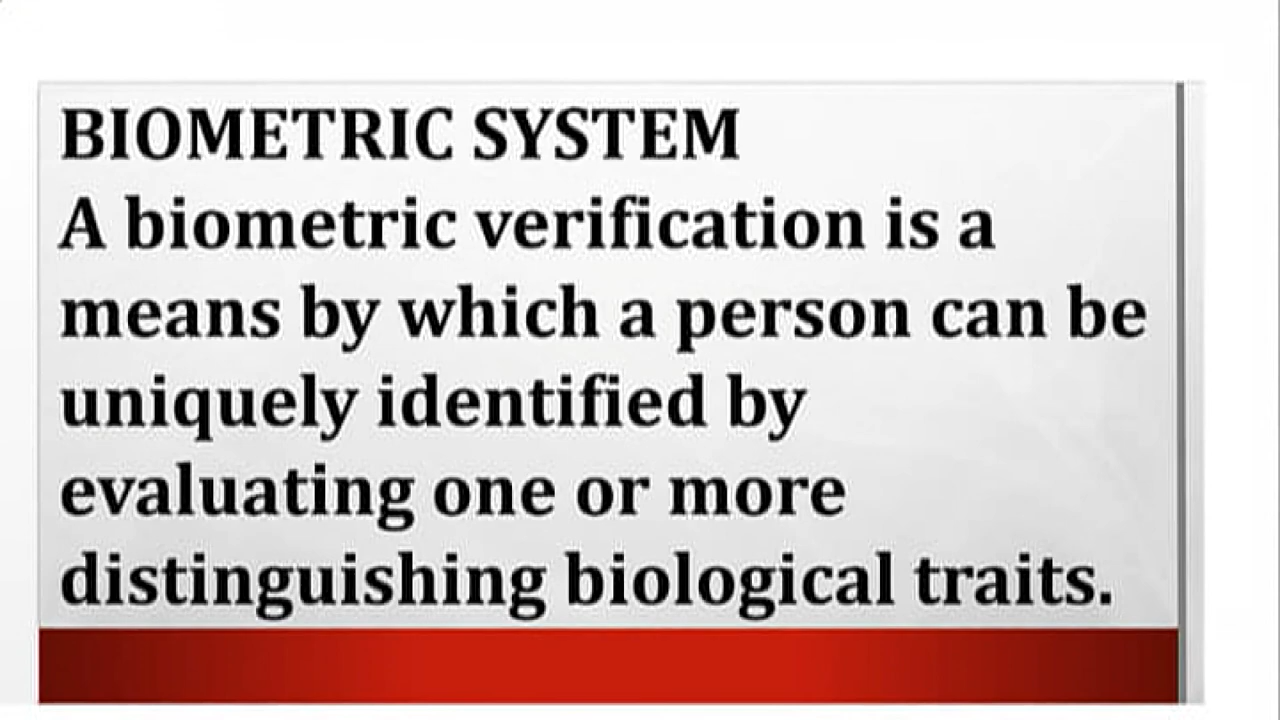 BIOMETRIC SYSTEM
A biometric verification is a
means by which a person can be
uniquely identified by
evaluating one or more
distinguishing biological traits.